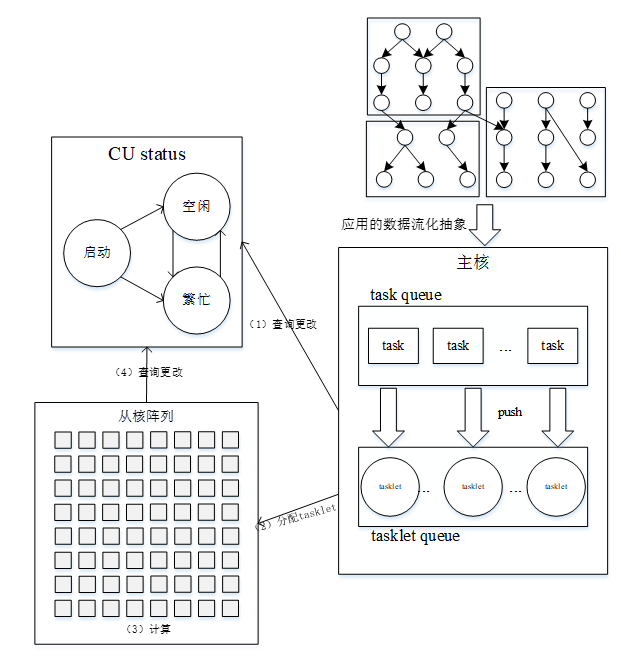 CU status
空闲
启动
繁忙
应用的数据流化抽象
主核
task queue
task
task
...
task
push
tasklet
...
tasklet
...
tasklet
tasklet queue
(1) 查询更改
(2) 分配tasklet
(4) 查询更改
从核阵列
(3) 计算